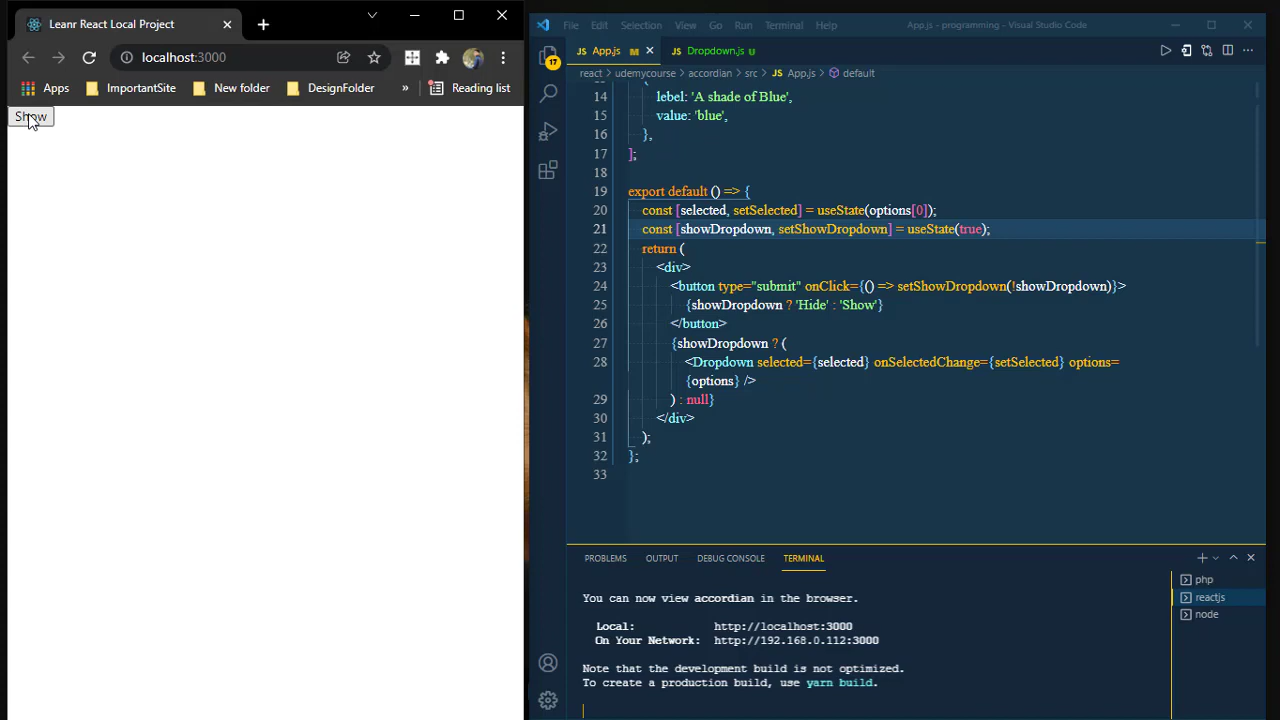 Leanr React Local Project
localhost:3000
Apps
ImportantSite
New folder
DesignFolder
»
Reading list
Show
File Edit Selection View Go Run Terminal Help
App.js - programming - Visual Studio Code
App.js M
Dropdown.js U
react > udemycourse > accordian > src > App.js > default
17
14 lebel: 'A shade of Blue',
15 value: 'blue',
16 },
17 ];
18
19 export default () => {
20 const [selected, setSelected] = useState(options[0]);
21 const [showDropdown, setShowDropdown] = useState(true);
22 return (
23 <div>
24 <button type="submit" onClick={() => setShowDropdown(!showDropdown)}>
25 {showDropdown ? 'Hide' : 'Show'}
26 </button>
27 {showDropdown ? (
28 <Dropdown selected={selected} onSelectedChange={setSelected} options=
{options} />
29 ) : null}
30 </div>
31 );
32 };
33
PROBLEMS OUTPUT DEBUG CONSOLE TERMINAL
You can now view accordian in the browser.
Local: http://localhost:3000
On Your Network: http://192.168.0.112:3000
Note that the development build is not optimized.
To create a production build, use yarn build.
php
reactjs
node